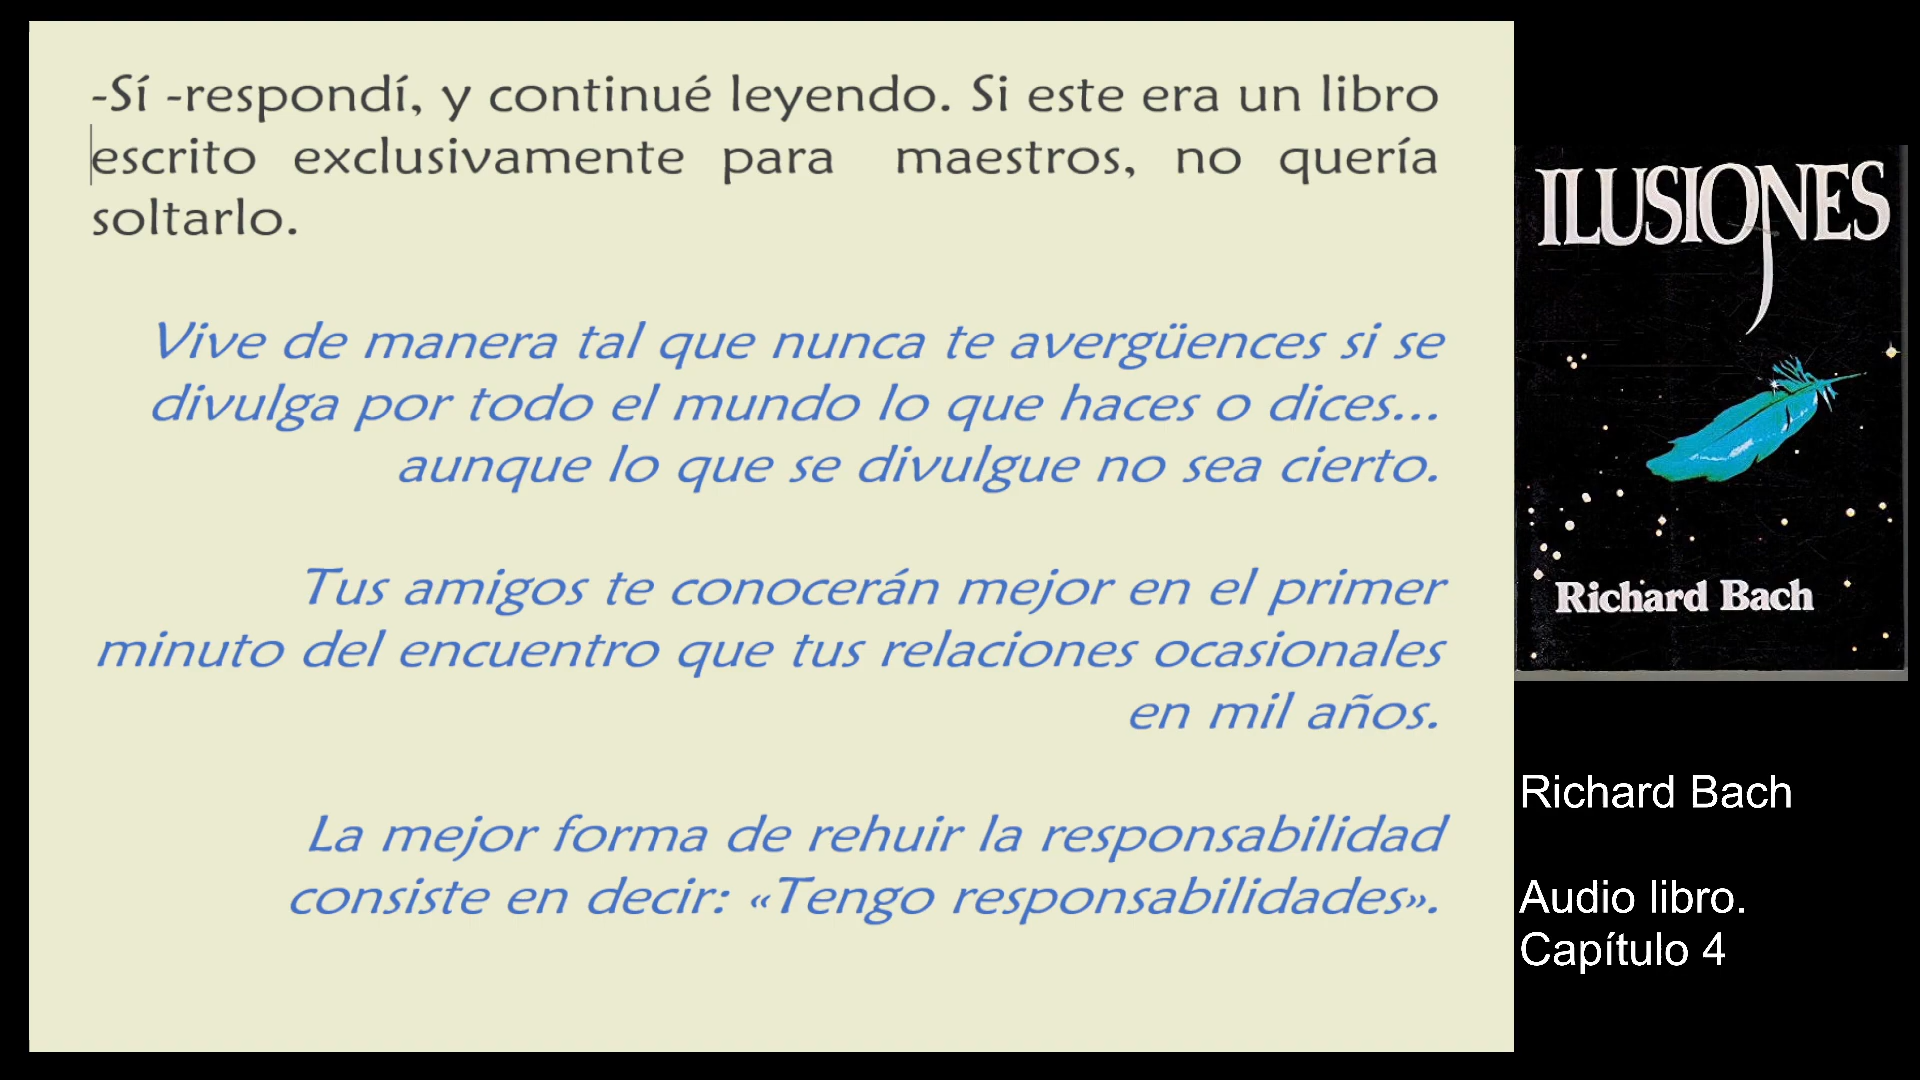 -Sí -respondí, y continué leyendo. Si este era un libro
escrito exclusivamente para maestros, no quería
soltarlo.
Vive de manera tal que nunca te avergüences si se
divulga por todo el mundo lo que haces o dices...
aunque lo que se divulgue no sea cierto.
Tus amigos te conocerán mejor en el primer
minuto del encuentro que tus relaciones ocasionales
en mil años.
La mejor forma de rehuir la responsabilidad
consiste en decir: «Tengo responsabilidades».
ILUSIONES
Richard Bach
Richard Bach
Audio libro.
Capítulo 4